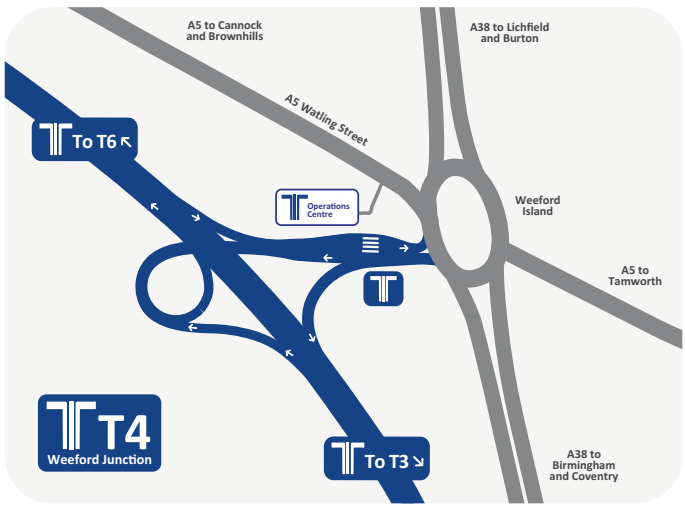 A5 to Cannock
and Brownhills
A38 to Lichfield
and Burton
A5 Watling Street
To T6
Operations
Centre
Weeford
Island
A5 to
Tamworth
T4
Weeford Junction
To T3
A38 to
Birmingham
and Coventry